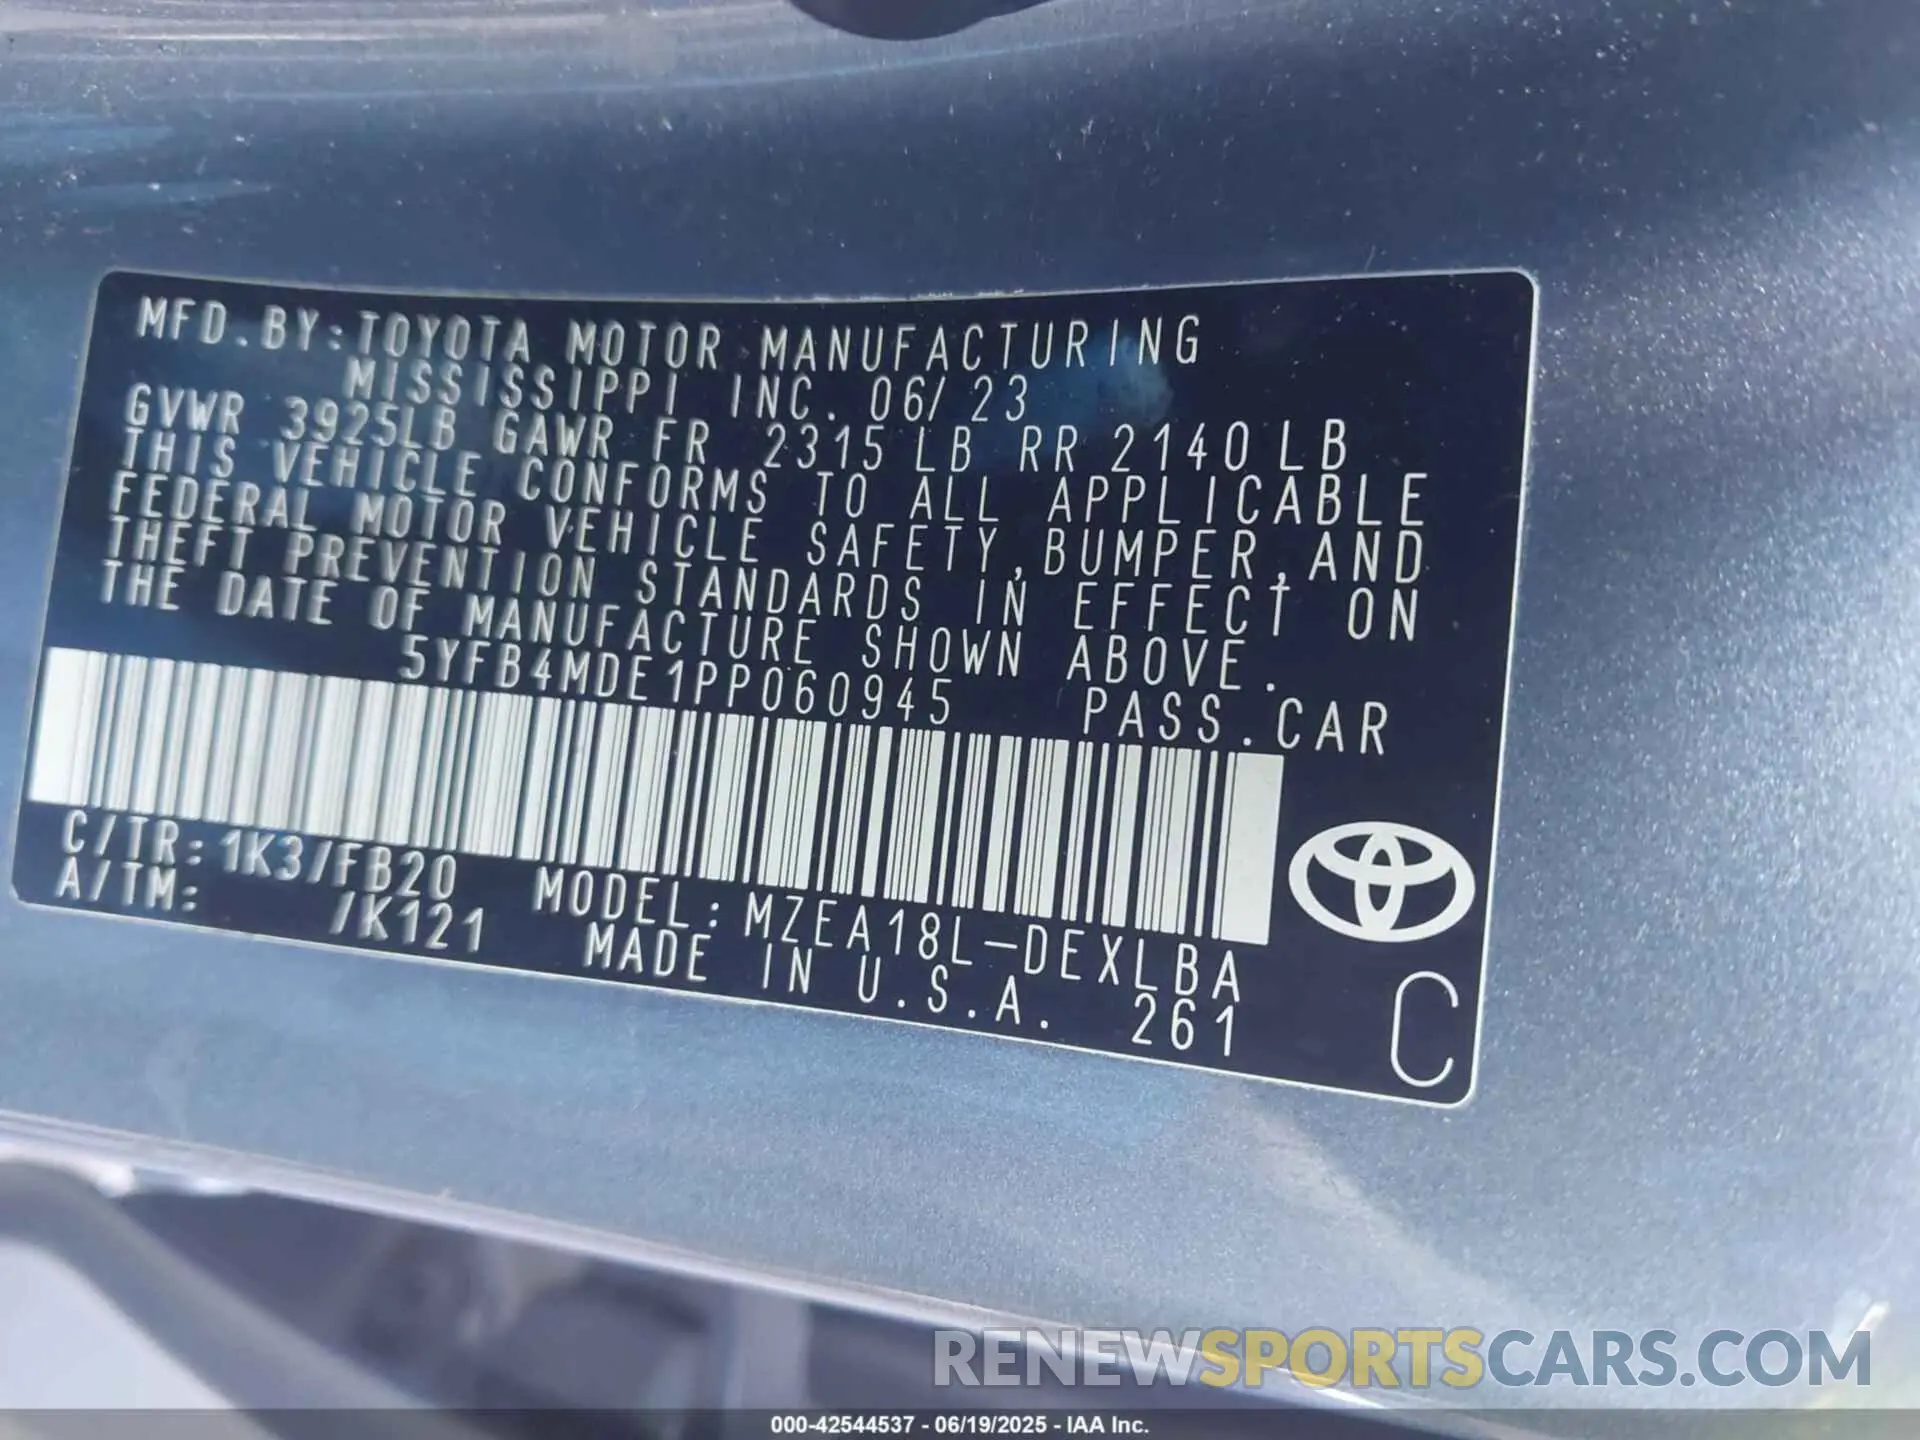 MFD.BY:TOYOTA MOTOR MANUFACTURING
MISSISSIPPI INC. 06/23
GVWR 3925LB GAWR FR 2315LB RR 2140LB
THIS VEHICLE CONFORMS TO ALL APPLICABLE
FEDERAL MOTOR VEHICLE SAFETY,BUMPER,AND
THEFT PREVENTION STANDARDS IN EFFECT ON
THE DATE OF MANUFACTURE SHOWN ABOVE.
5YFB4MDE1PP060945 PASS.CAR
C/TR:1K3/FB20 MODEL:MZEA18L-DEXLBA
A/TM: /K121 MADE IN U.S.A. 261
C
RENEWSPORTSCARS.COM
000-42544537 - 06/19/2025 - IAA Inc.